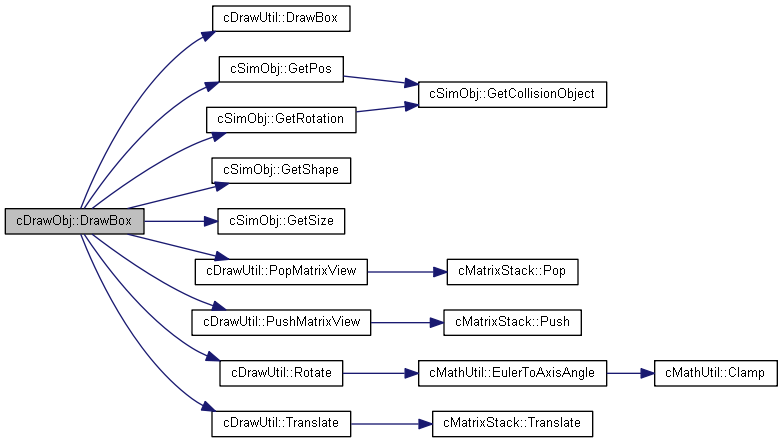 cDrawUtil::DrawBox
cSimObj::GetPos
cSimObj::GetCollisionObject
cSimObj::GetRotation
cSimObj::GetShape
cDrawObj::DrawBox
cSimObj::GetSize
cDrawUtil::PopMatrixView
cMatrixStack::Pop
cDrawUtil::PushMatrixView
cMatrixStack::Push
cDrawUtil::Rotate
cMathUtil::EulerToAxisAngle
cMathUtil::Clamp
cDrawUtil::Translate
cMatrixStack::Translate